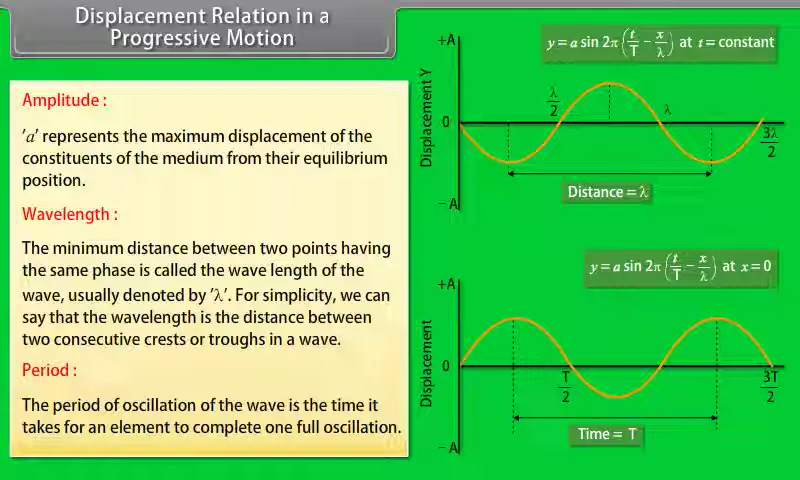 Displacement Relation in a
Progressive Motion
Amplitude :
'a' represents the maximum displacement of the
constituents of the medium from their equilibrium
position.
Wavelength :
The minimum distance between two points having
the same phase is called the wave length of the
wave, usually denoted by 'λ'. For simplicity, we can
say that the wavelength is the distance between
two consecutive crests or troughs in a wave.
Period :
The period of oscillation of the wave is the time it
takes for an element to complete one full oscillation.
y = a sin 2π (t/T − x/λ) at t = constant
+A
Displacement Y
0
− A
λ/2
λ
3λ/2
Distance = λ
y = a sin 2π (t/T − x/λ) at x = 0
+A
Displacement
0
− A
T/2
3T/2
Time = T